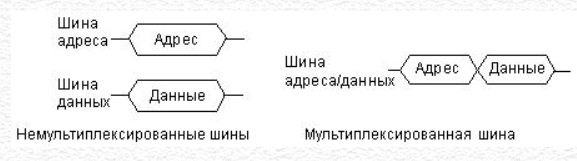 Шина
адреса
Адрес
Шина
данных
Данные
Немультиплексированные шины
Шина
адреса/данных
Адрес
Данные
Мультиплексированная шина